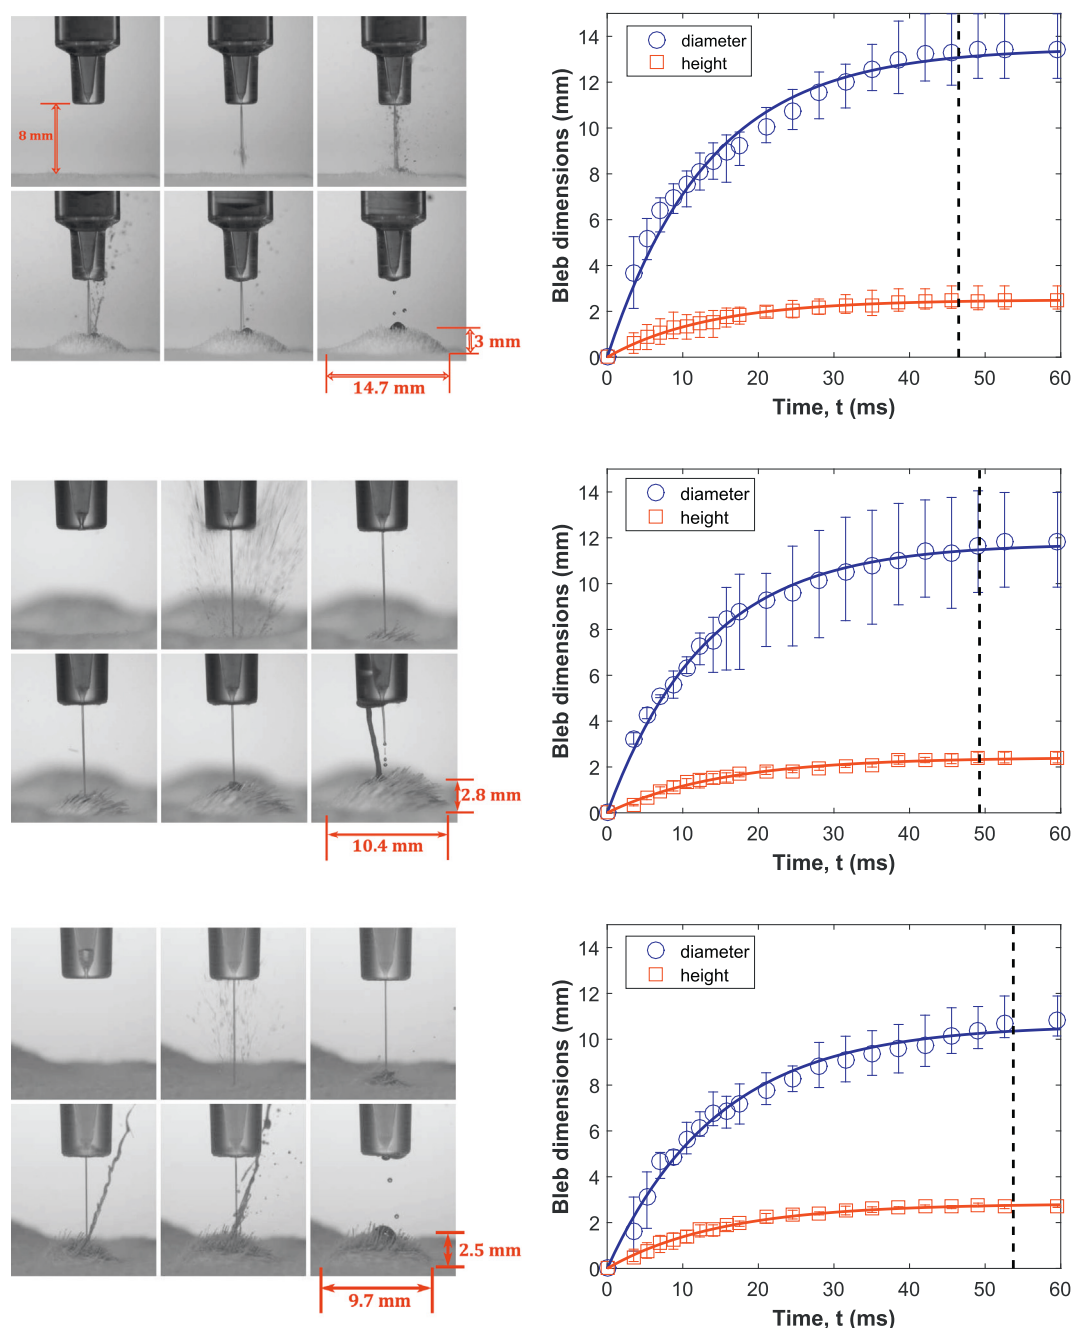 8 mm
3 mm
14.7 mm
14
12
10
8
6
4
2
0
diameter
height
Bleb dimensions (mm)
0 10 20 30 40 50 60
Time, t (ms)
2.8 mm
10.4 mm
14
12
10
8
6
4
2
0
diameter
height
Bleb dimensions (mm)
0 10 20 30 40 50 60
Time, t (ms)
2.5 mm
9.7 mm
14
12
10
8
6
4
2
0
diameter
height
Bleb dimensions (mm)
0 10 20 30 40 50 60
Time, t (ms)